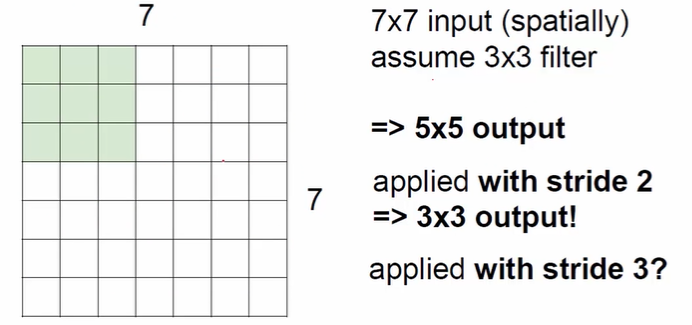 7
7x7 input (spatially)
assume 3x3 filter
=> 5x5 output
applied with stride 2
7
=> 3x3 output!
applied with stride 3?